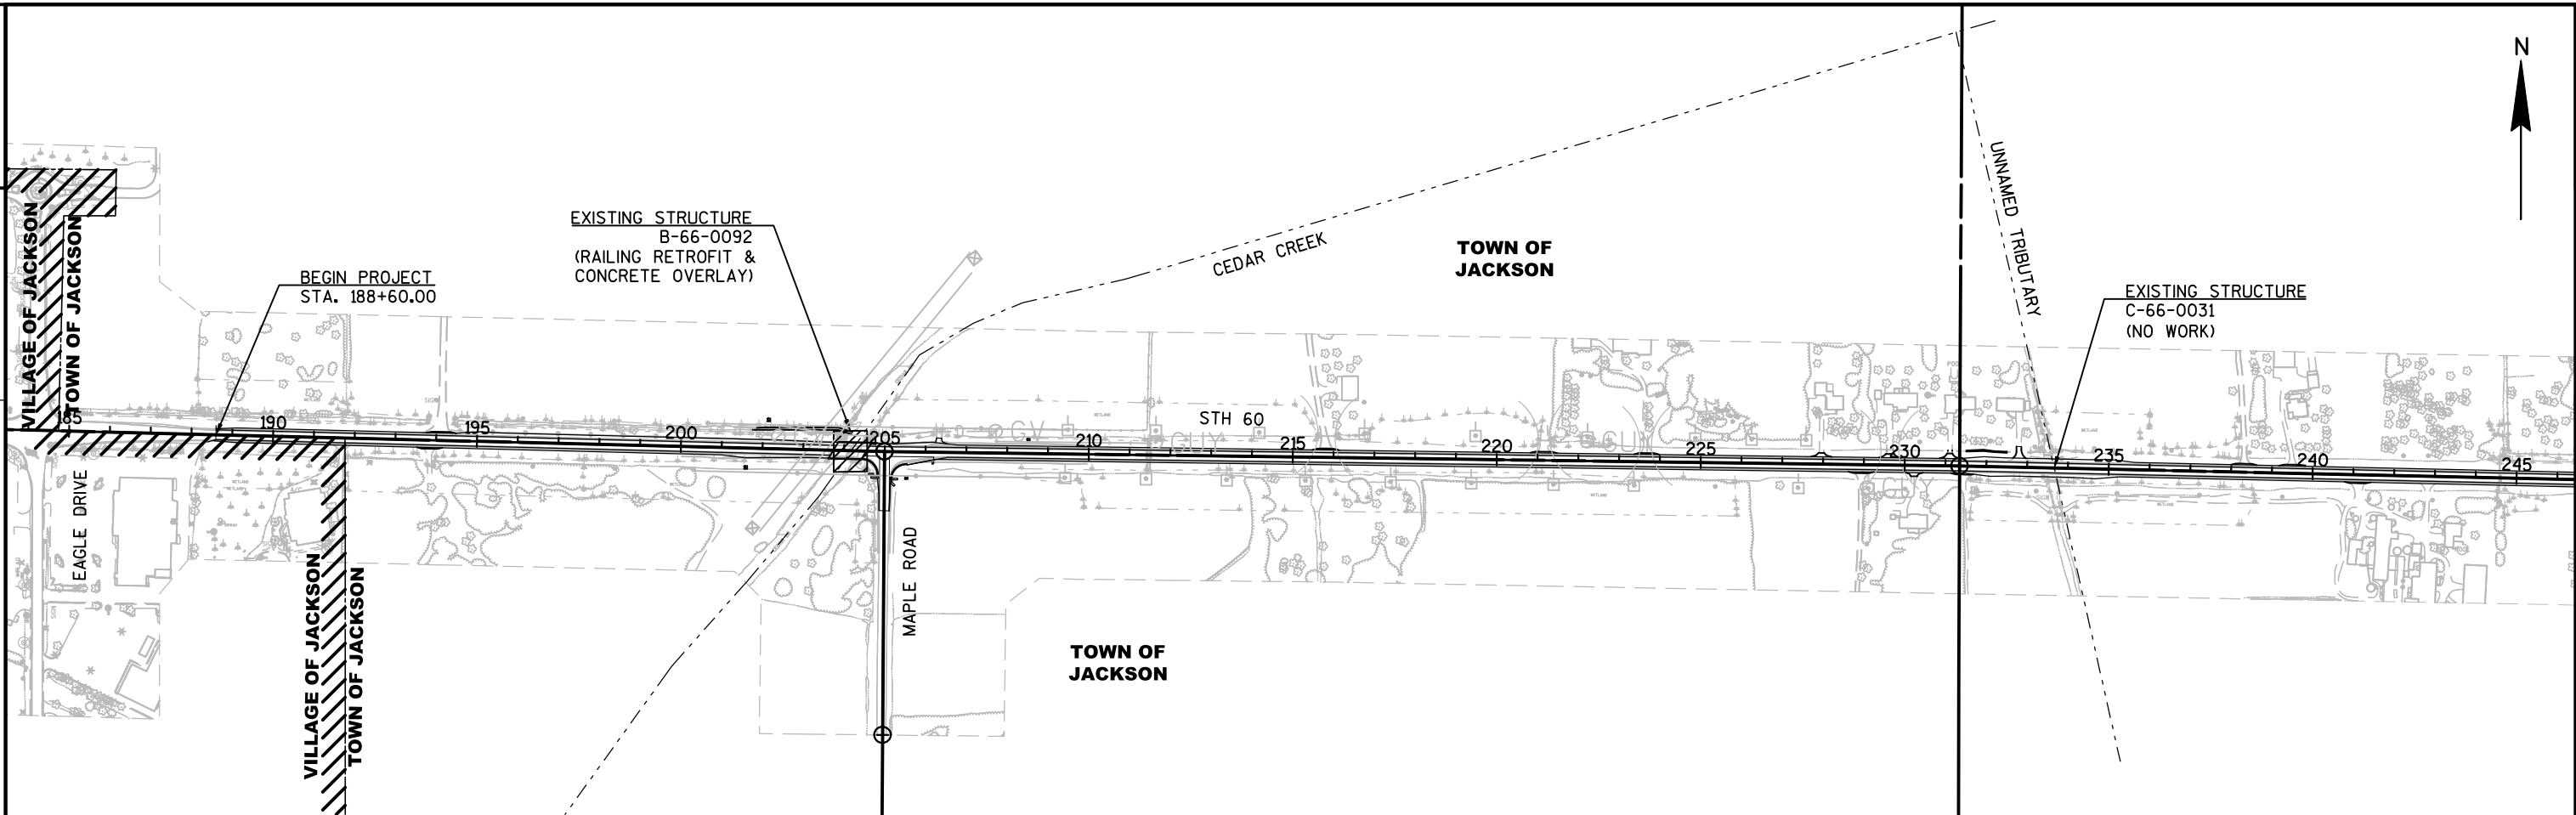 N
UNNAMED TRIBUTARY
VILLAGE OF JACKSON
TOWN OF JACKSON
EXISTING STRUCTURE
B-66-0092
(RAILING RETROFIT &
CONCRETE OVERLAY)
CEDAR CREEK
TOWN OF
JACKSON
BEGIN PROJECT
STA. 188+60.00
EXISTING STRUCTURE
C-66-0031
(NO WORK)
STH 60
185
190
195
200
205
210
215
220
225
230
235
240
245
EAGLE DRIVE
MAPLE ROAD
VILLAGE OF JACKSON
TOWN OF JACKSON
TOWN OF
JACKSON